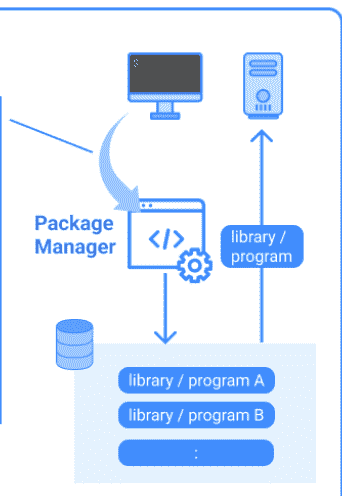 Package
Manager
</>
library /
program
library / program A
library / program B
: